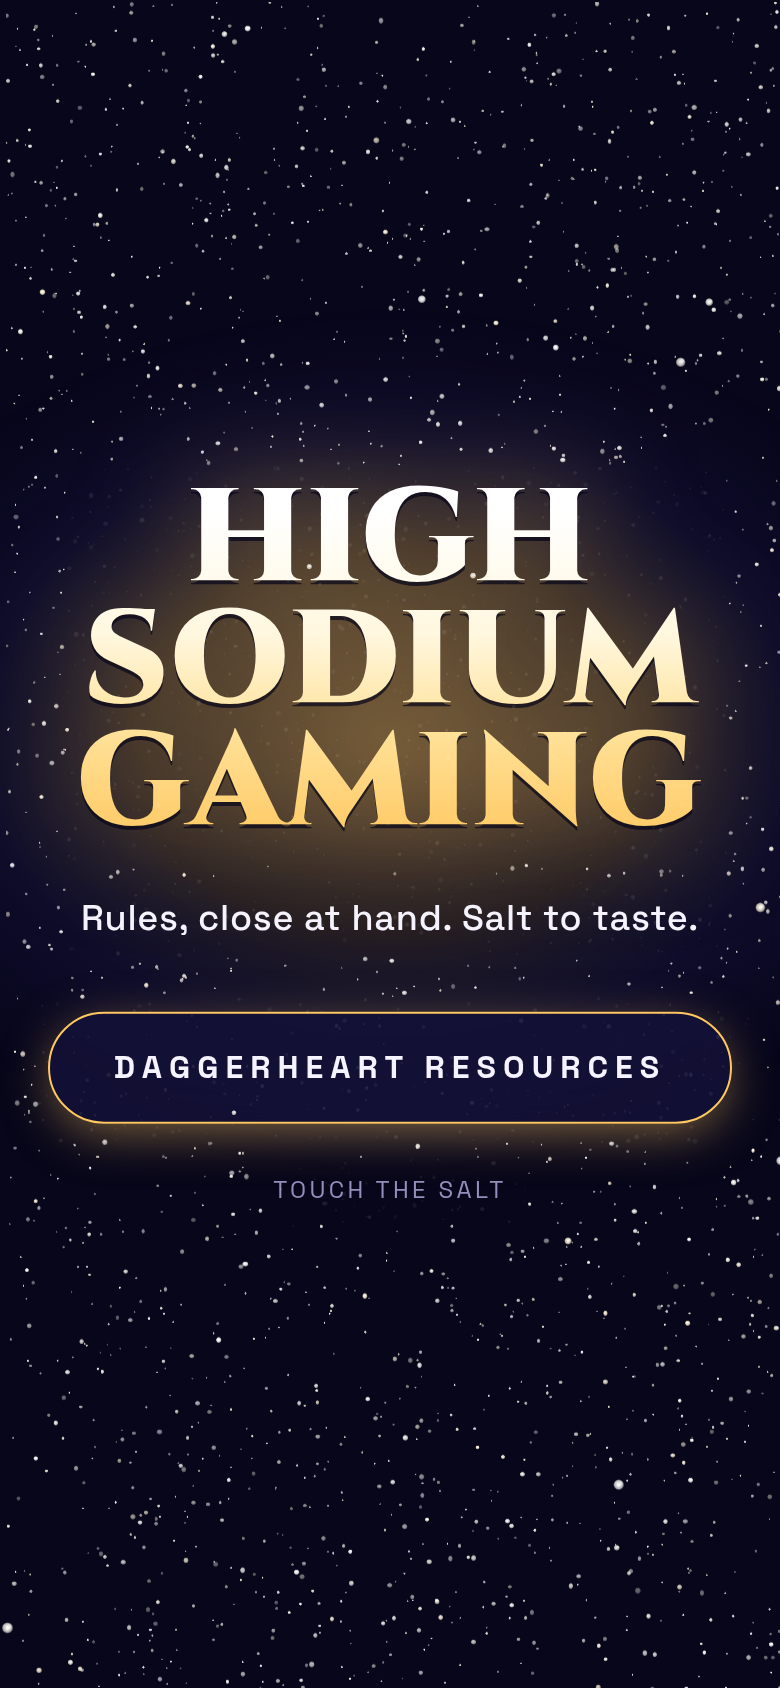 HIGH
SODIUM
GAMING
Rules, close at hand. Salt to taste.
DAGGERHEART RESOURCES
TOUCH THE SALT